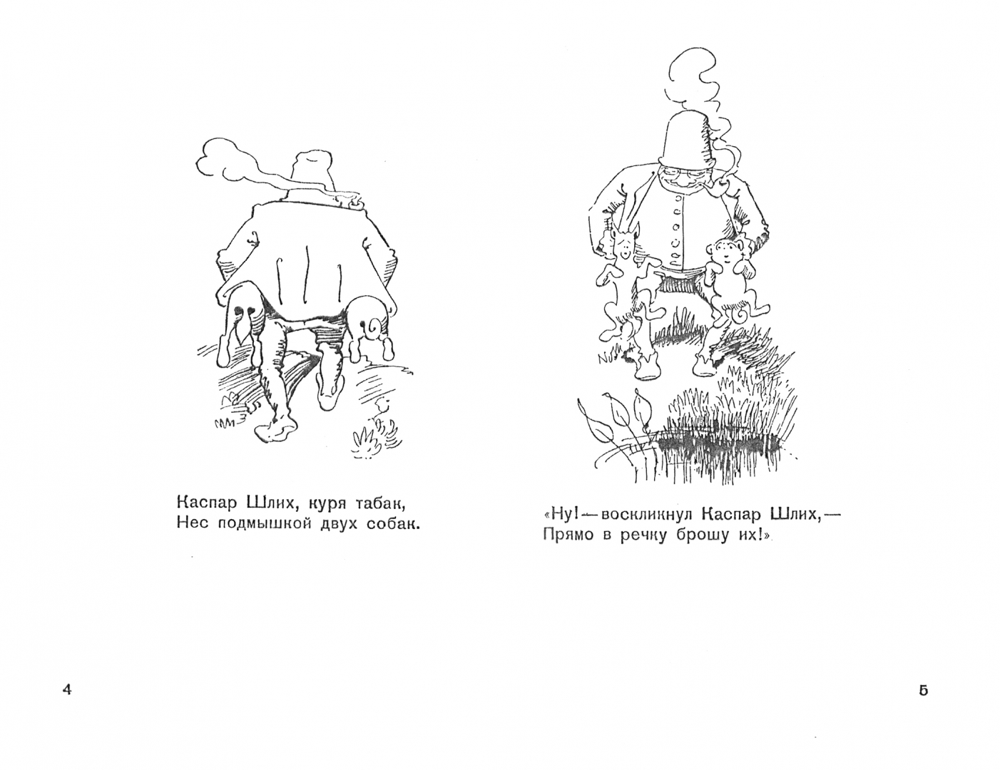 Каспар Шлих, куря табак,
Нес подмышкой двух собак.
«Ну!—воскликнул Каспар Шлих,—
Прямо в речку брошу их!»
4
5